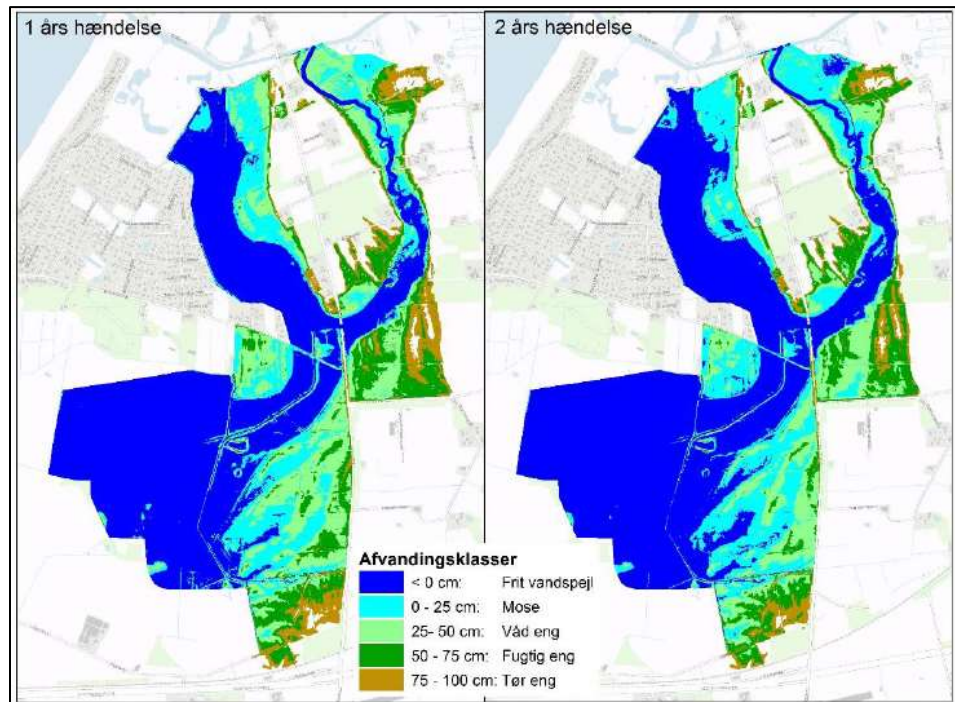 1 års hændelse
2 års hændelse
Afvandingsklasser
< 0 cm: Frit vandspejl
0 - 25 cm: Mose
25- 50 cm: Våd eng
50 - 75 cm: Fugtig eng
75 - 100 cm: Tør eng